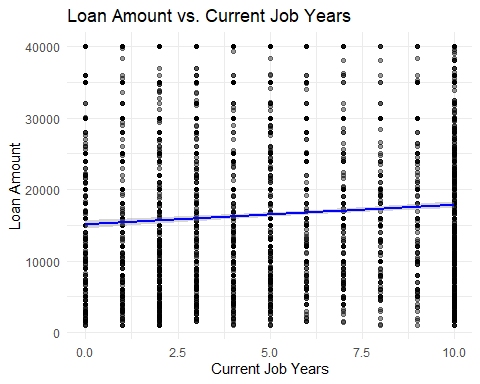 Loan Amount vs. Current Job Years
40000
30000
20000
10000
0
Loan Amount
0.0 2.5 5.0 7.5 10.0
Current Job Years